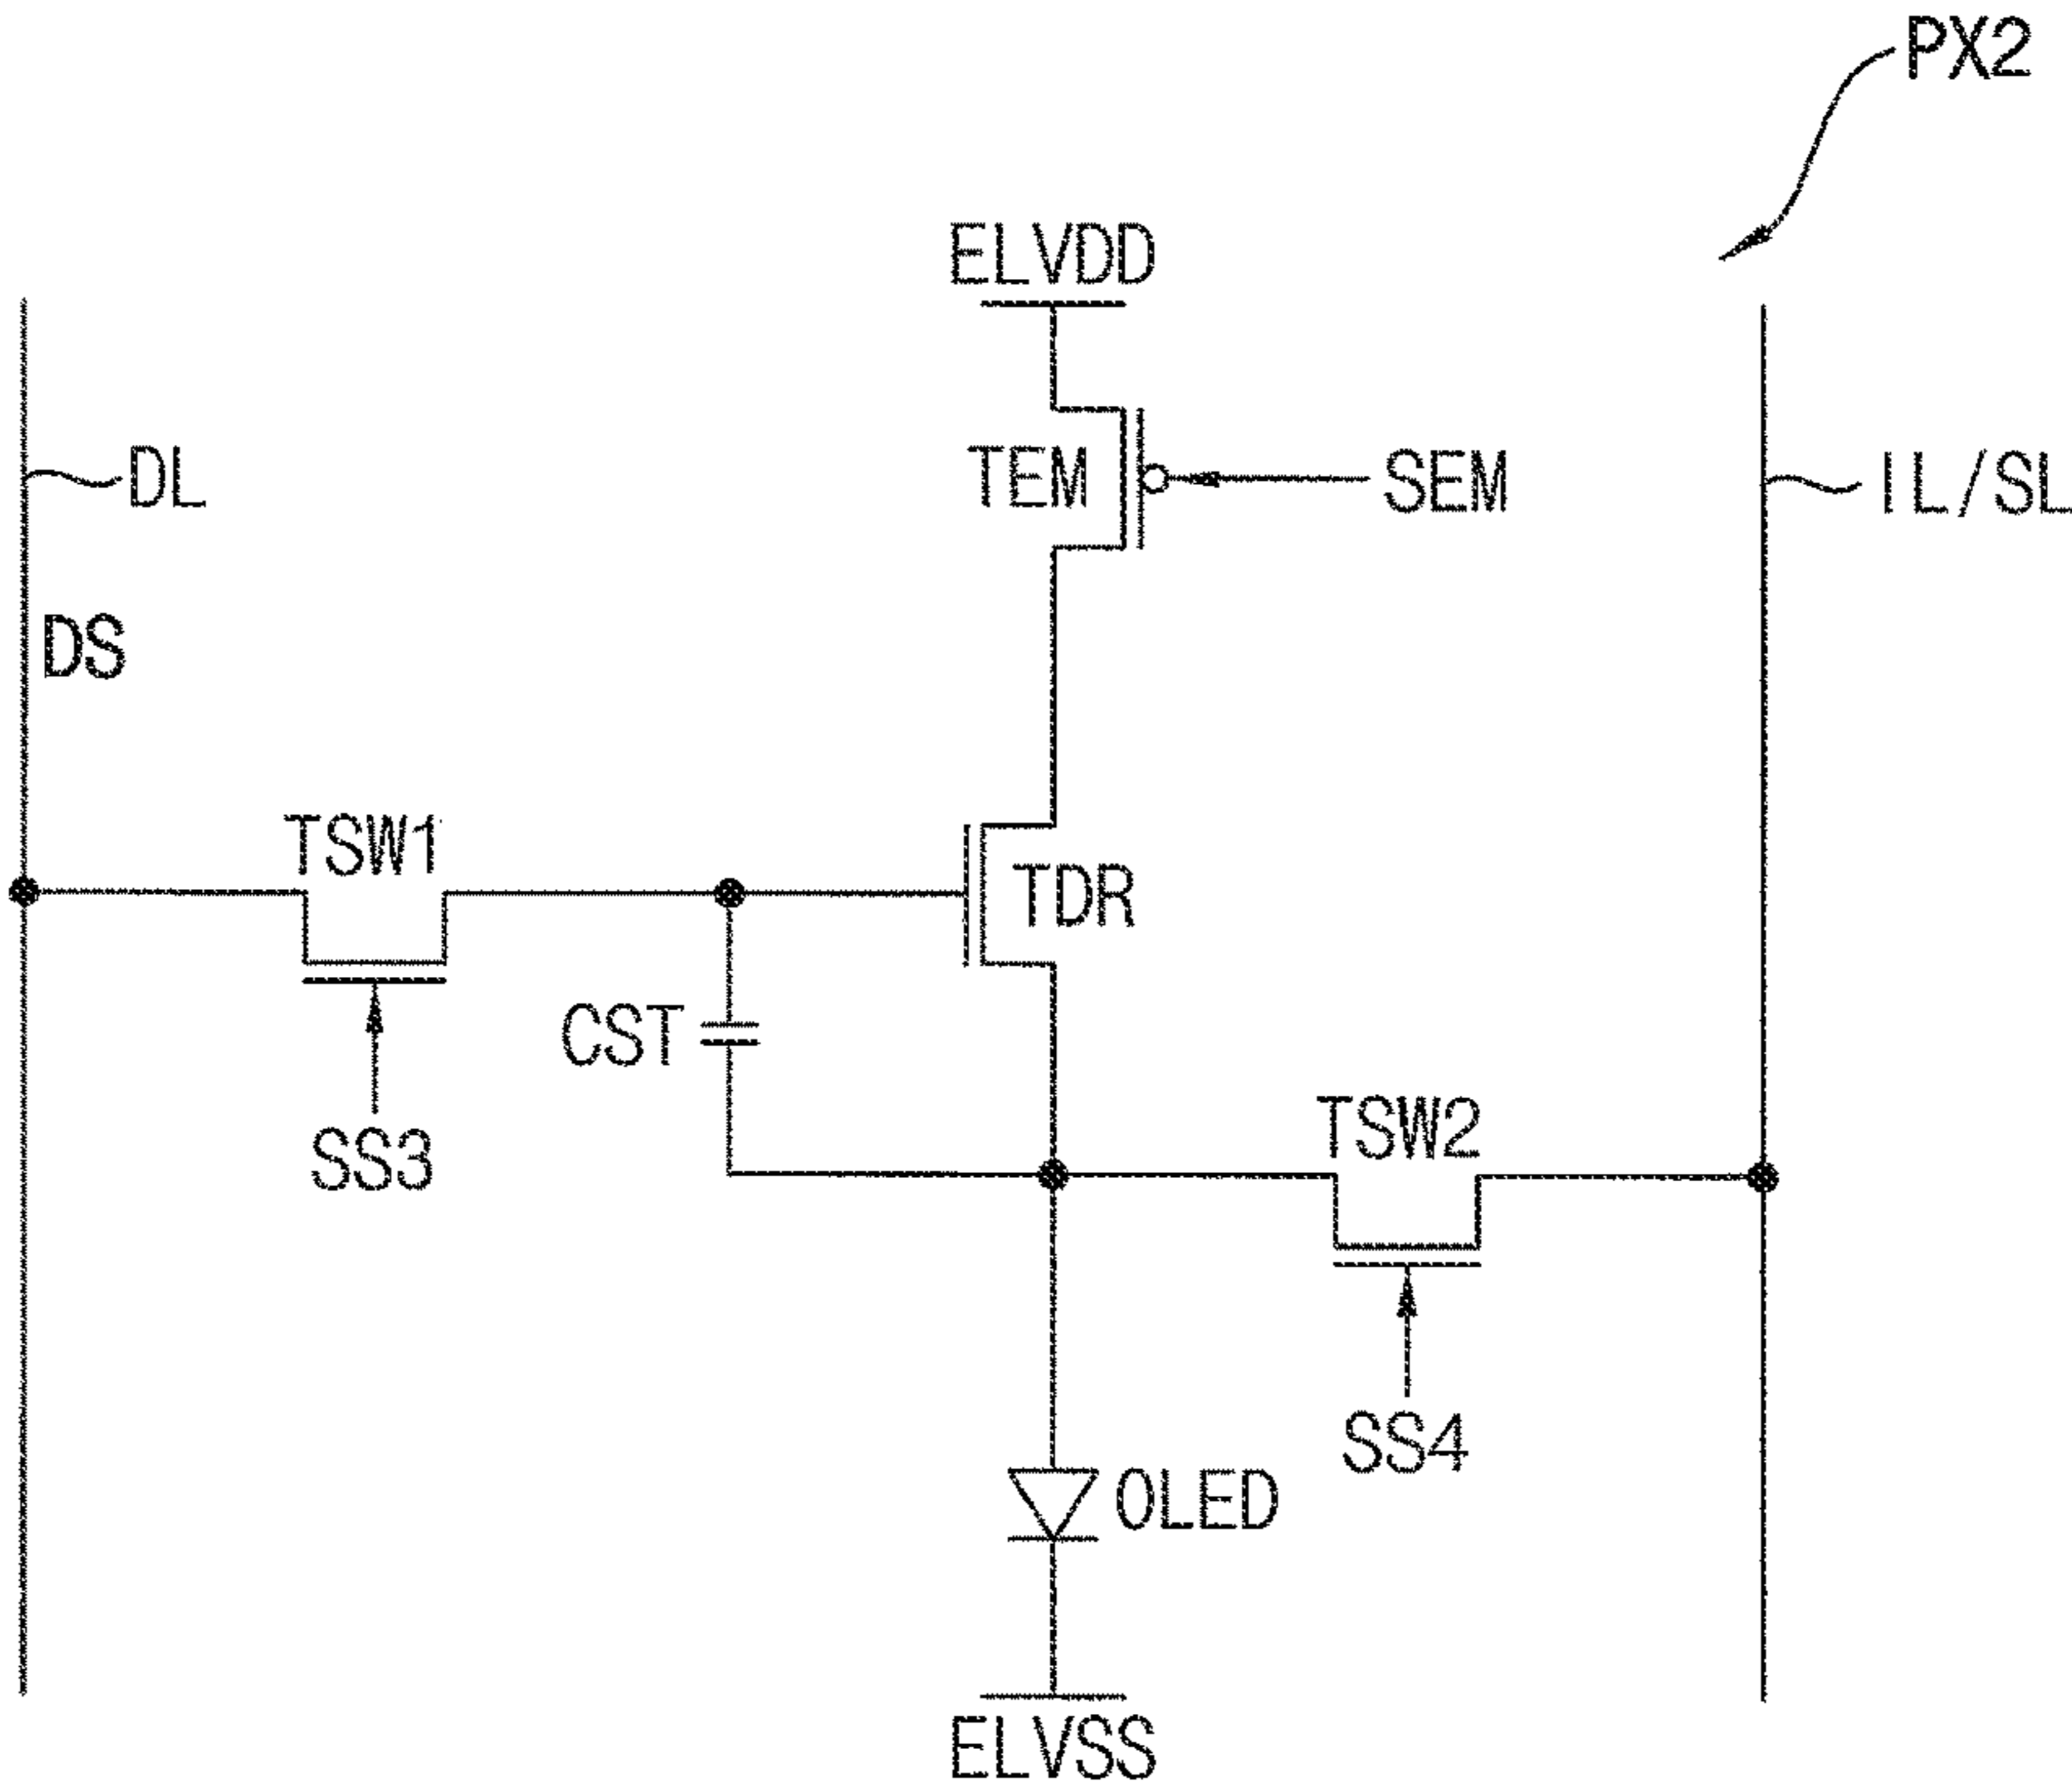 PX2
ELVDD
DL
TEM
SEM
IL/SL
DS
TSW1
TDR
CST
TSW2
SS3
SS4
OLED
ELVSS